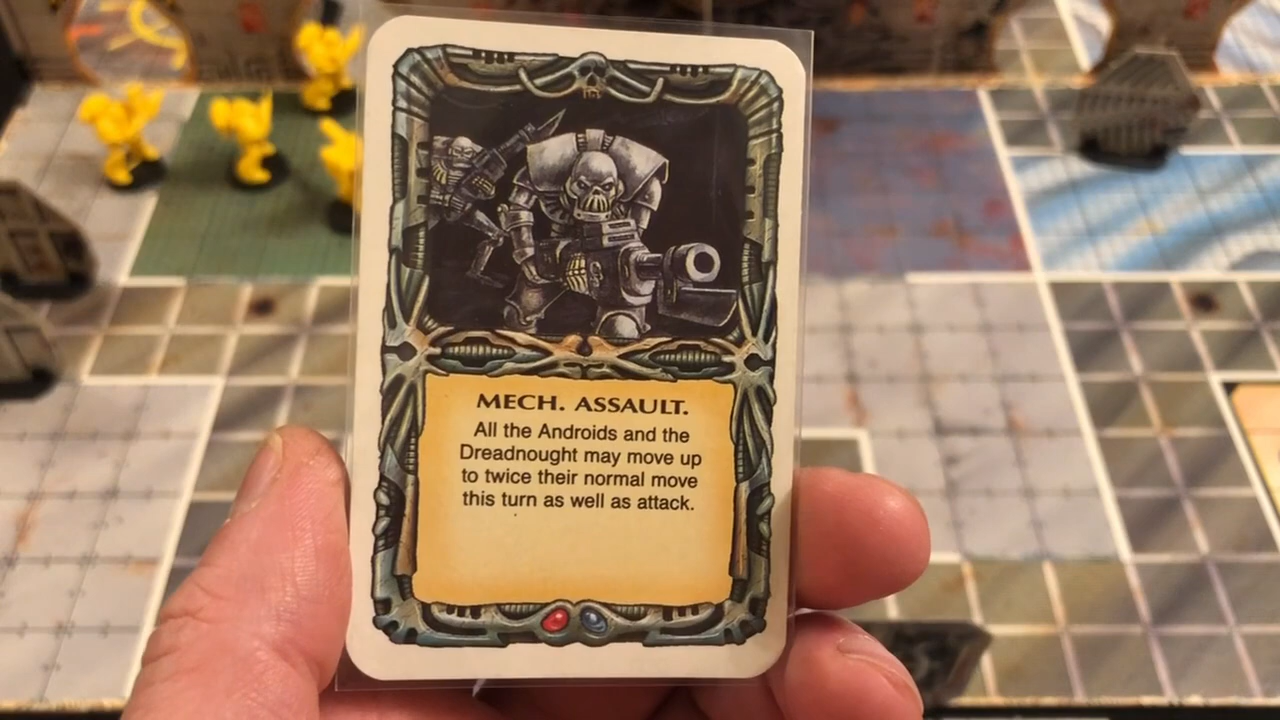 MECH. ASSAULT.
All the Androids and the
Dreadnought may move up
to twice their normal move
this turn as well as attack.